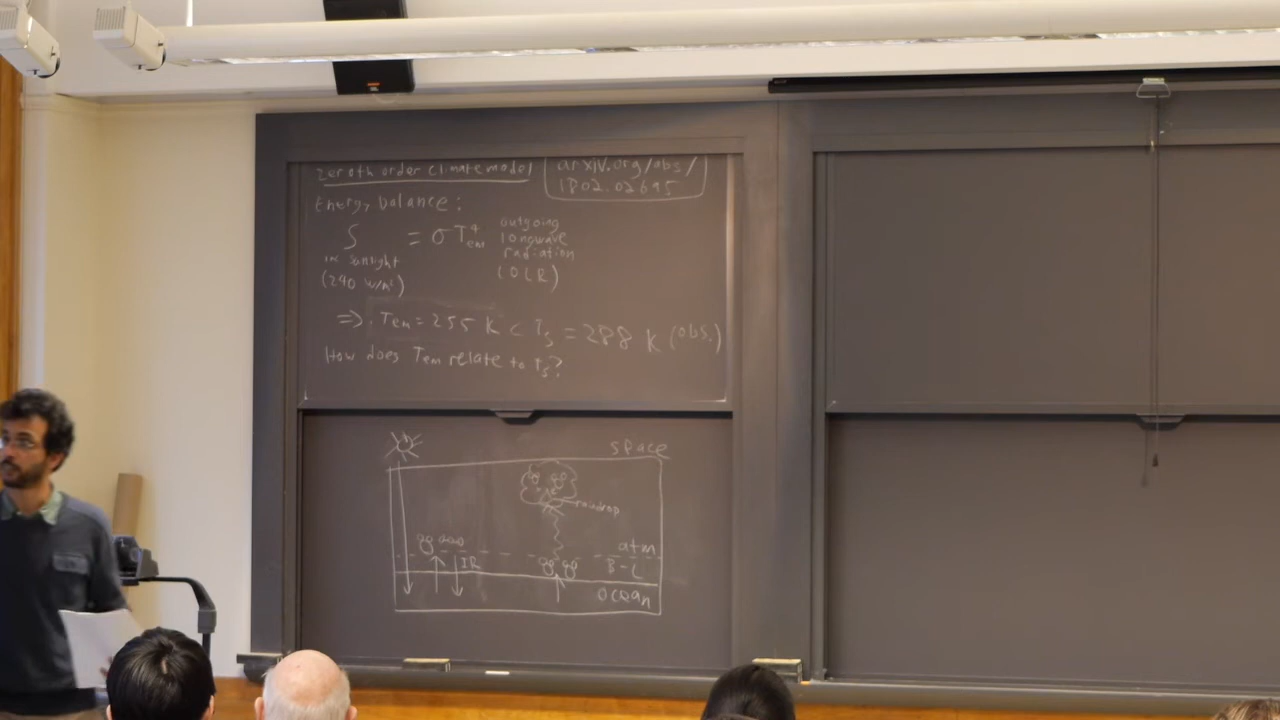 zeroth order climate model
arxiv.org/abs/
1802.02695
Energy balance:
S = σT⁴em
in sunlight
(240 W/m²)
outgoing
longwave
radiation
(OLR)
⇒ Tem = 255 K < Ts = 288 K (obs.)
How does Tem relate to Ts?
space
raindrop
atm
IR
B-L
ocean